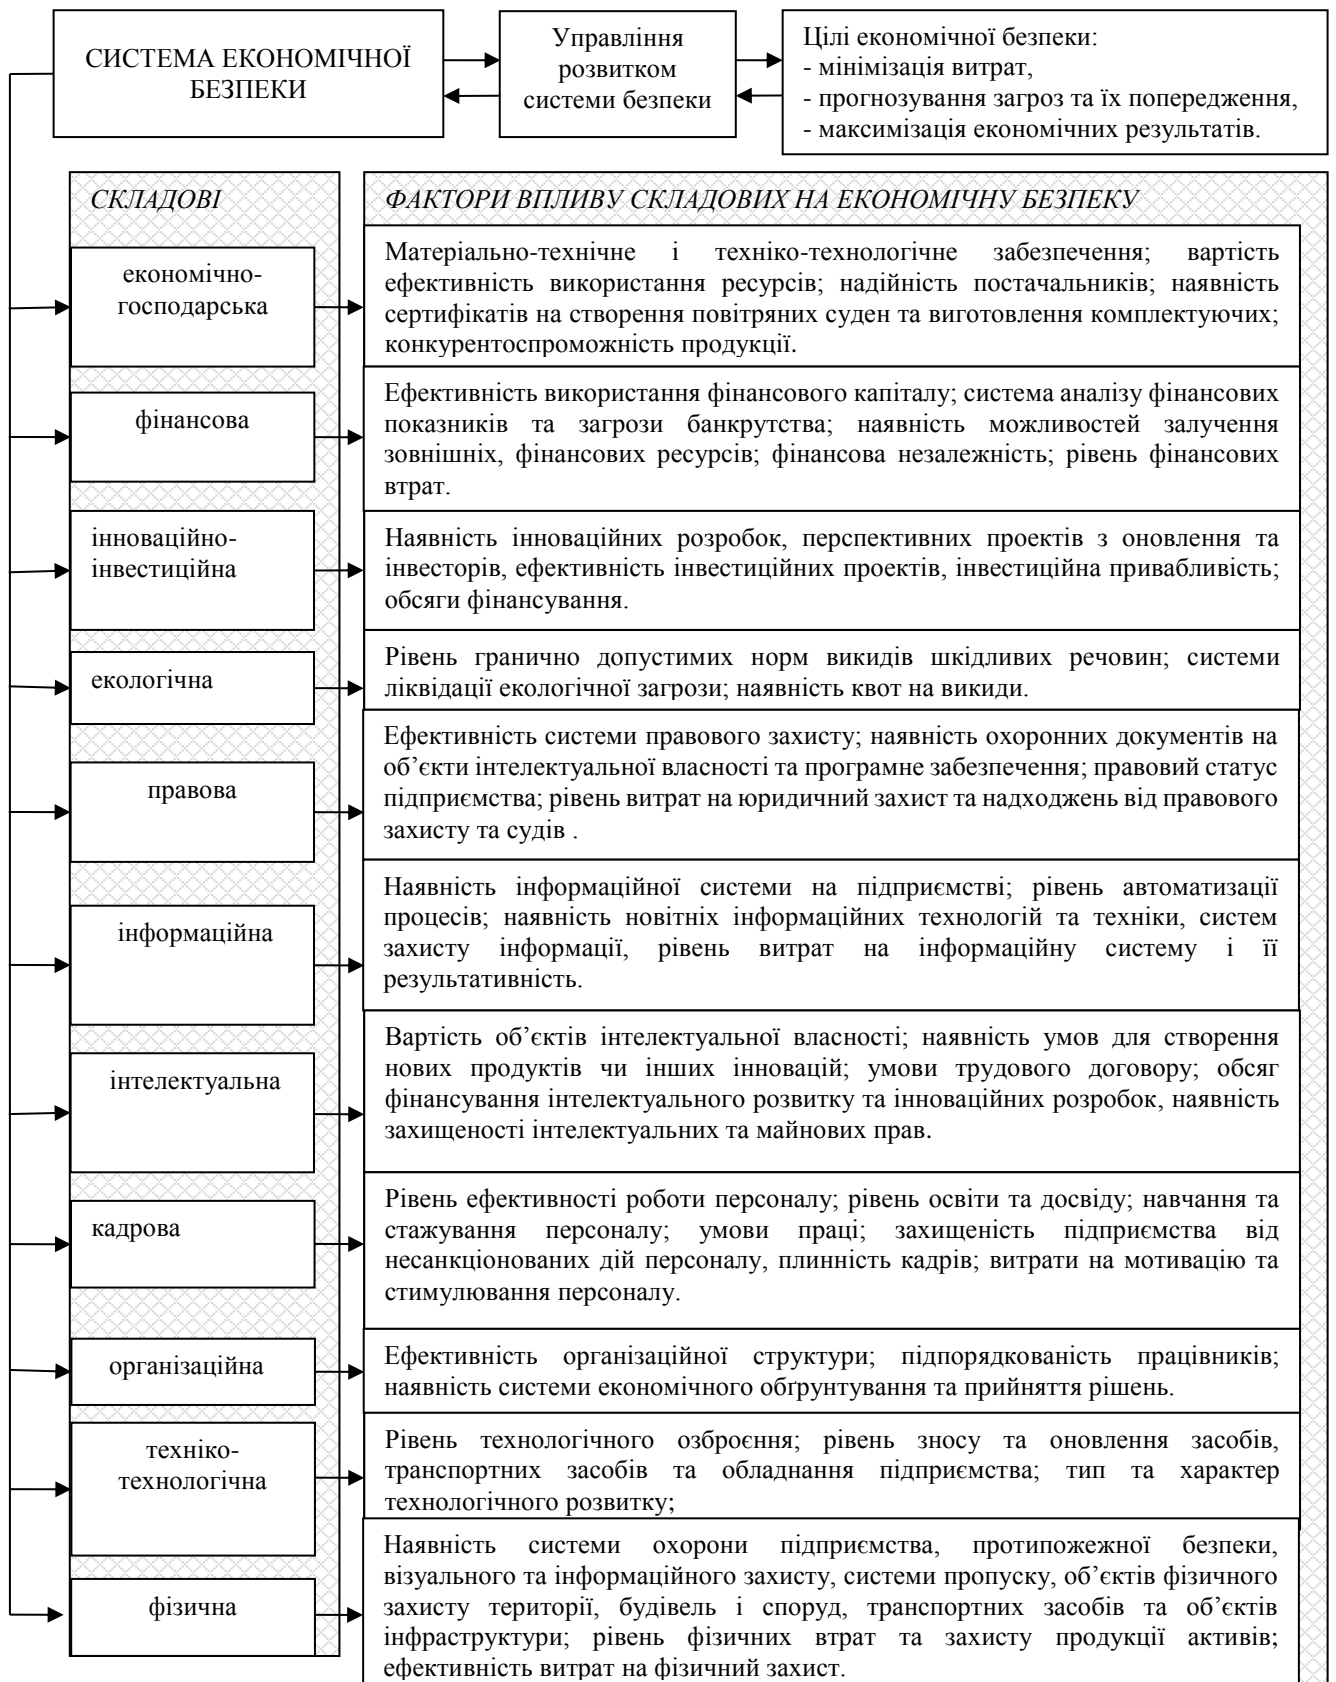 СИСТЕМА ЕКОНОМІЧНОЇ
БЕЗПЕКИ
Управління
розвитком
системи безпеки
Цілі економічної безпеки:
- мінімізація витрат,
- прогнозування загроз та їх попередження,
- максимізація економічних результатів.
СКЛАДОВІ
ФАКТОРИ ВПЛИВУ СКЛАДОВИХ НА ЕКОНОМІЧНУ БЕЗПЕКУ
економічно-
господарська
Матеріально-технічне і техніко-технологічне забезпечення; вартість
ефективність використання ресурсів; надійність постачальників; наявність
сертифікатів на створення повітряних суден та виготовлення комплектуючих;
конкурентоспроможність продукції.
фінансова
Ефективність використання фінансового капіталу; система аналізу фінансових
показників та загрози банкрутства; наявність можливостей залучення
зовнішніх, фінансових ресурсів; фінансова незалежність; рівень фінансових
втрат.
інноваційно-
інвестиційна
Наявність інноваційних розробок, перспективних проектів з оновлення та
інвесторів, ефективність інвестиційних проектів, інвестиційна привабливість;
обсяги фінансування.
екологічна
Рівень гранично допустимих норм викидів шкідливих речовин; системи
ліквідації екологічної загрози; наявність квот на викиди.
правова
Ефективність системи правового захисту; наявність охоронних документів на
об’єкти інтелектуальної власності та програмне забезпечення; правовий статус
підприємства; рівень витрат на юридичний захист та надходжень від правового
захисту та судів .
інформаційна
Наявність інформаційної системи на підприємстві; рівень автоматизації
процесів; наявність новітніх інформаційних технологій та техніки, систем
захисту інформації, рівень витрат на інформаційну систему і її
результативність.
інтелектуальна
Вартість об’єктів інтелектуальної власності; наявність умов для створення
нових продуктів чи інших інновацій; умови трудового договору; обсяг
фінансування інтелектуального розвитку та інноваційних розробок, наявність
захищеності інтелектуальних та майнових прав.
кадрова
Рівень ефективності роботи персоналу; рівень освіти та досвіду; навчання та
стажування персоналу; умови праці; захищеність підприємства від
несанкціонованих дій персоналу, плинність кадрів; витрати на мотивацію та
стимулювання персоналу.
організаційна
Ефективність організаційної структури; підпорядкованість працівників;
наявність системи економічного обґрунтування та прийняття рішень.
техніко-
технологічна
Рівень технологічного озброєння; рівень зносу та оновлення засобів,
транспортних засобів та обладнання підприємства; тип та характер
технологічного розвитку;
фізична
Наявність системи охорони підприємства, протипожежної безпеки,
візуального та інформаційного захисту, системи пропуску, об’єктів фізичного
захисту території, будівель і споруд, транспортних засобів та об’єктів
інфраструктури; рівень фізичних втрат та захисту продукції активів;
ефективність витрат на фізичний захист.